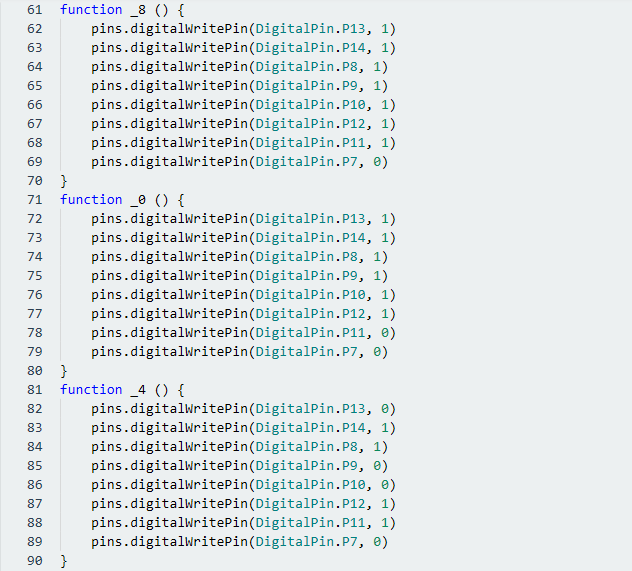 61 function _8 () {
62     pins.digitalWritePin(DigitalPin.P13, 1)
63     pins.digitalWritePin(DigitalPin.P14, 1)
64     pins.digitalWritePin(DigitalPin.P8, 1)
65     pins.digitalWritePin(DigitalPin.P9, 1)
66     pins.digitalWritePin(DigitalPin.P10, 1)
67     pins.digitalWritePin(DigitalPin.P12, 1)
68     pins.digitalWritePin(DigitalPin.P11, 1)
69     pins.digitalWritePin(DigitalPin.P7, 0)
70 }
71 function _0 () {
72     pins.digitalWritePin(DigitalPin.P13, 1)
73     pins.digitalWritePin(DigitalPin.P14, 1)
74     pins.digitalWritePin(DigitalPin.P8, 1)
75     pins.digitalWritePin(DigitalPin.P9, 1)
76     pins.digitalWritePin(DigitalPin.P10, 1)
77     pins.digitalWritePin(DigitalPin.P12, 1)
78     pins.digitalWritePin(DigitalPin.P11, 0)
79     pins.digitalWritePin(DigitalPin.P7, 0)
80 }
81 function _4 () {
82     pins.digitalWritePin(DigitalPin.P13, 0)
83     pins.digitalWritePin(DigitalPin.P14, 1)
84     pins.digitalWritePin(DigitalPin.P8, 1)
85     pins.digitalWritePin(DigitalPin.P9, 0)
86     pins.digitalWritePin(DigitalPin.P10, 0)
87     pins.digitalWritePin(DigitalPin.P12, 1)
88     pins.digitalWritePin(DigitalPin.P11, 1)
89     pins.digitalWritePin(DigitalPin.P7, 0)
90 }